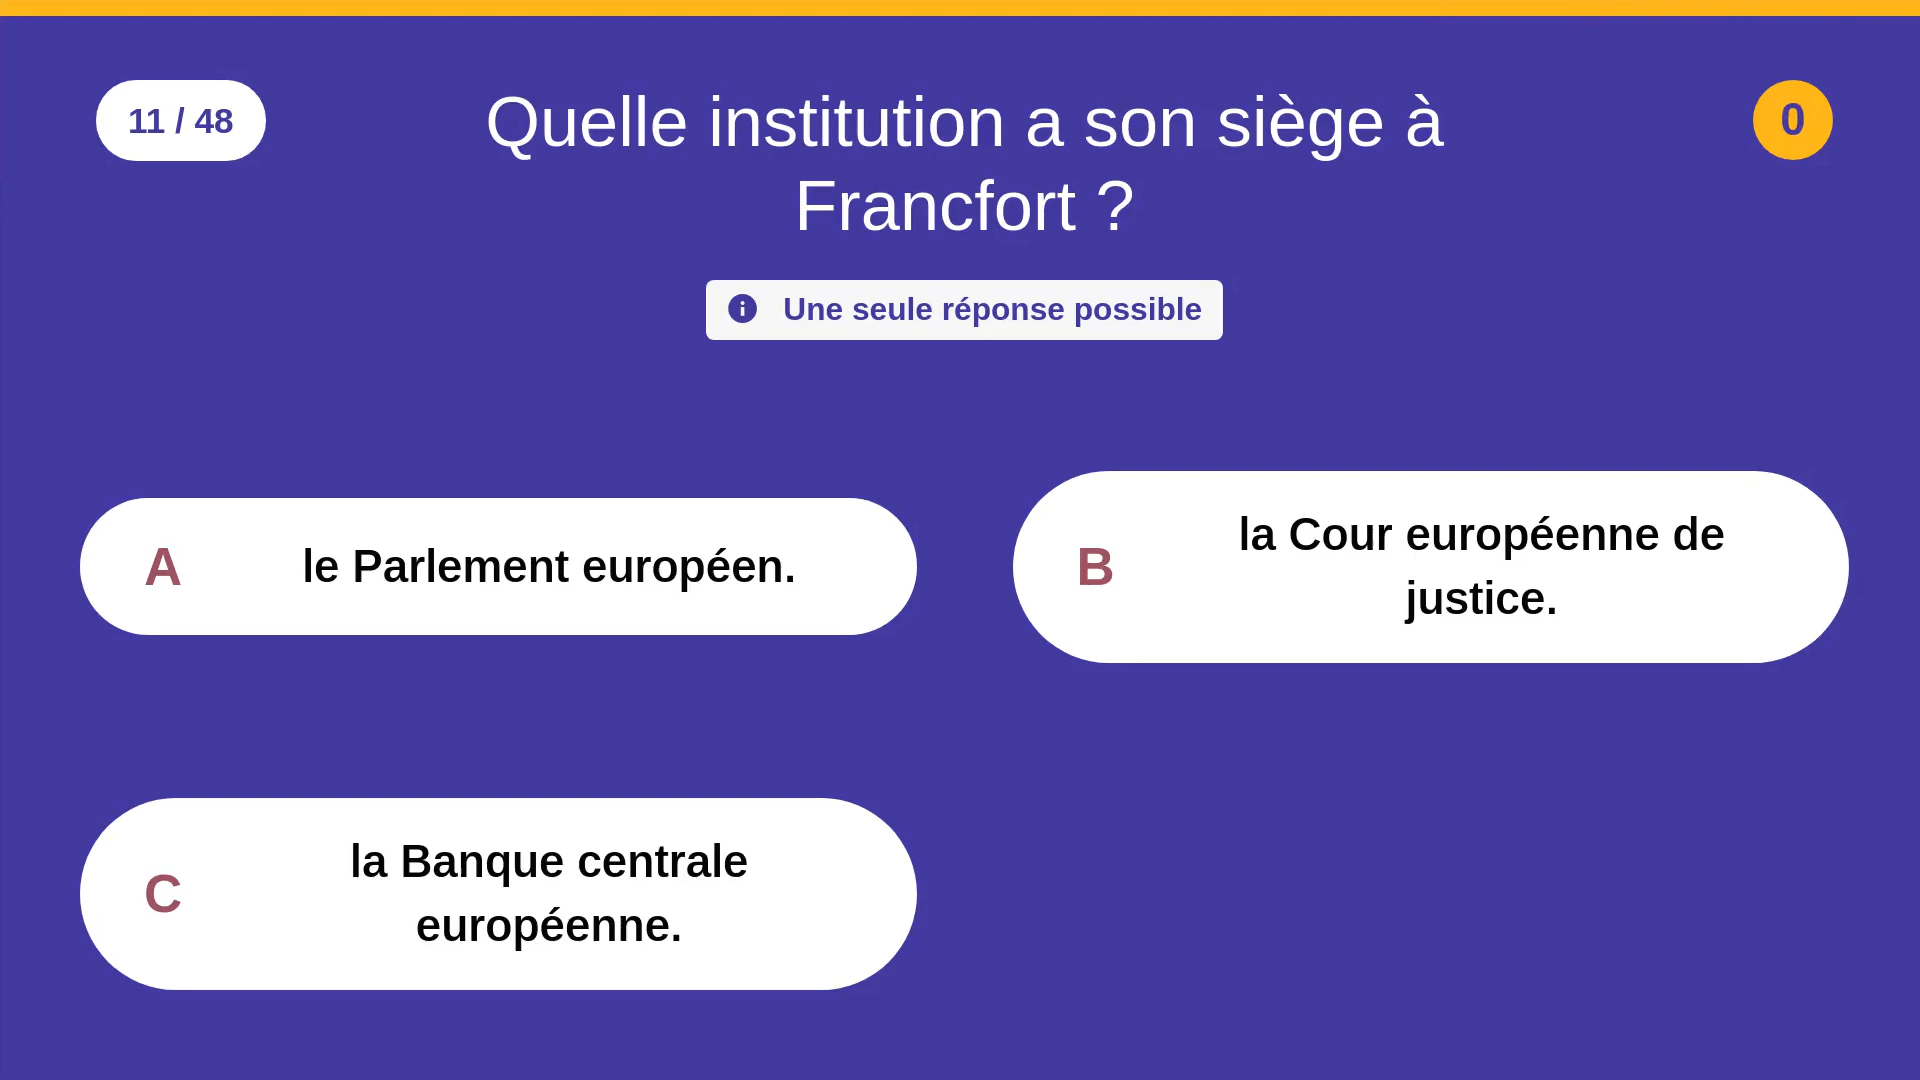 11 / 48
Quelle institution a son siège à
Francfort ?
0
Une seule réponse possible
A
le Parlement européen.
B
la Cour européenne de
justice.
C
la Banque centrale
européenne.